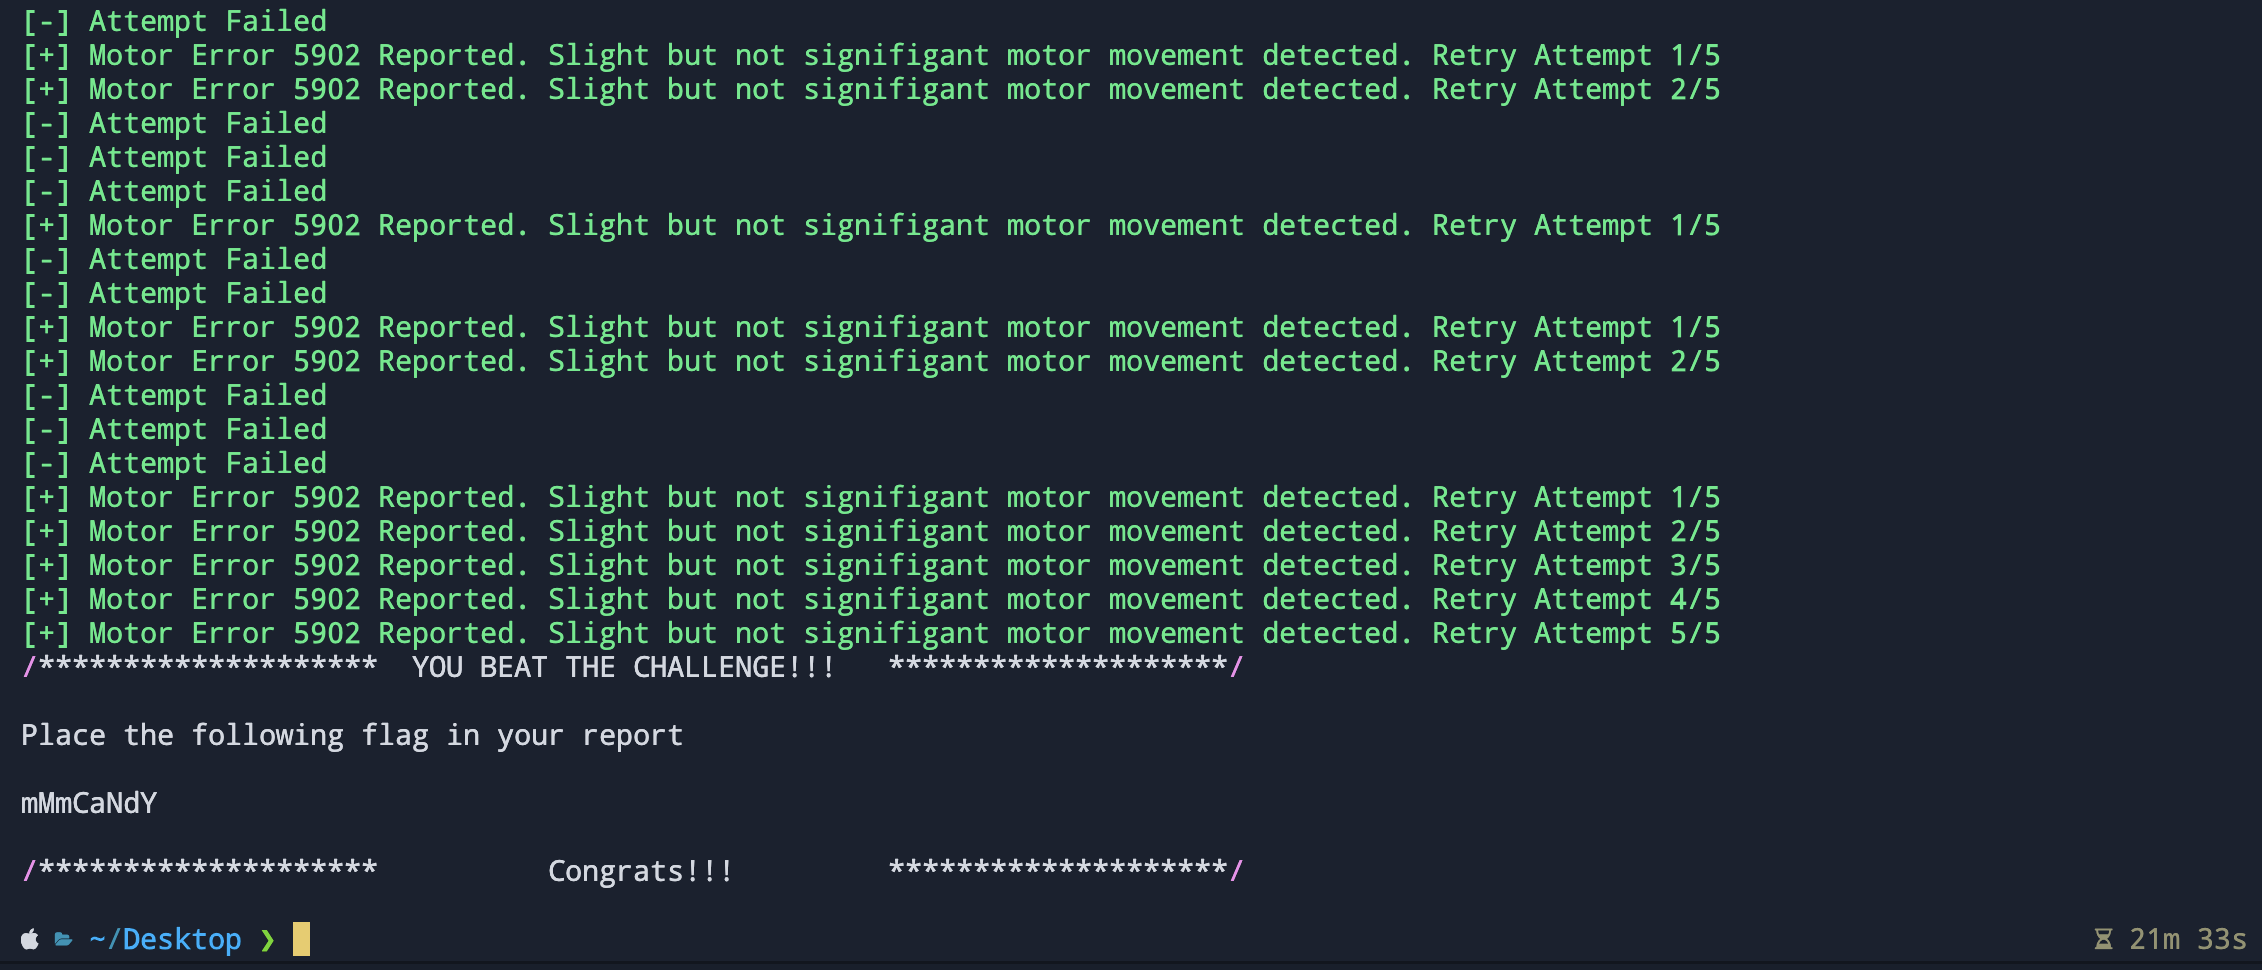 [-] Attempt Failed
[+] Motor Error 5902 Reported. Slight but not signifigant motor movement detected. Retry Attempt 1/5
[+] Motor Error 5902 Reported. Slight but not signifigant motor movement detected. Retry Attempt 2/5
[-] Attempt Failed
[-] Attempt Failed
[-] Attempt Failed
[+] Motor Error 5902 Reported. Slight but not signifigant motor movement detected. Retry Attempt 1/5
[-] Attempt Failed
[-] Attempt Failed
[+] Motor Error 5902 Reported. Slight but not signifigant motor movement detected. Retry Attempt 1/5
[+] Motor Error 5902 Reported. Slight but not signifigant motor movement detected. Retry Attempt 2/5
[-] Attempt Failed
[-] Attempt Failed
[-] Attempt Failed
[+] Motor Error 5902 Reported. Slight but not signifigant motor movement detected. Retry Attempt 1/5
[+] Motor Error 5902 Reported. Slight but not signifigant motor movement detected. Retry Attempt 2/5
[+] Motor Error 5902 Reported. Slight but not signifigant motor movement detected. Retry Attempt 3/5
[+] Motor Error 5902 Reported. Slight but not signifigant motor movement detected. Retry Attempt 4/5
[+] Motor Error 5902 Reported. Slight but not signifigant motor movement detected. Retry Attempt 5/5
/********************  YOU BEAT THE CHALLENGE!!!   ********************/
Place the following flag in your report
mMmCaNdY
/********************          Congrats!!!         ********************/
~/Desktop ❯ 21m 33s